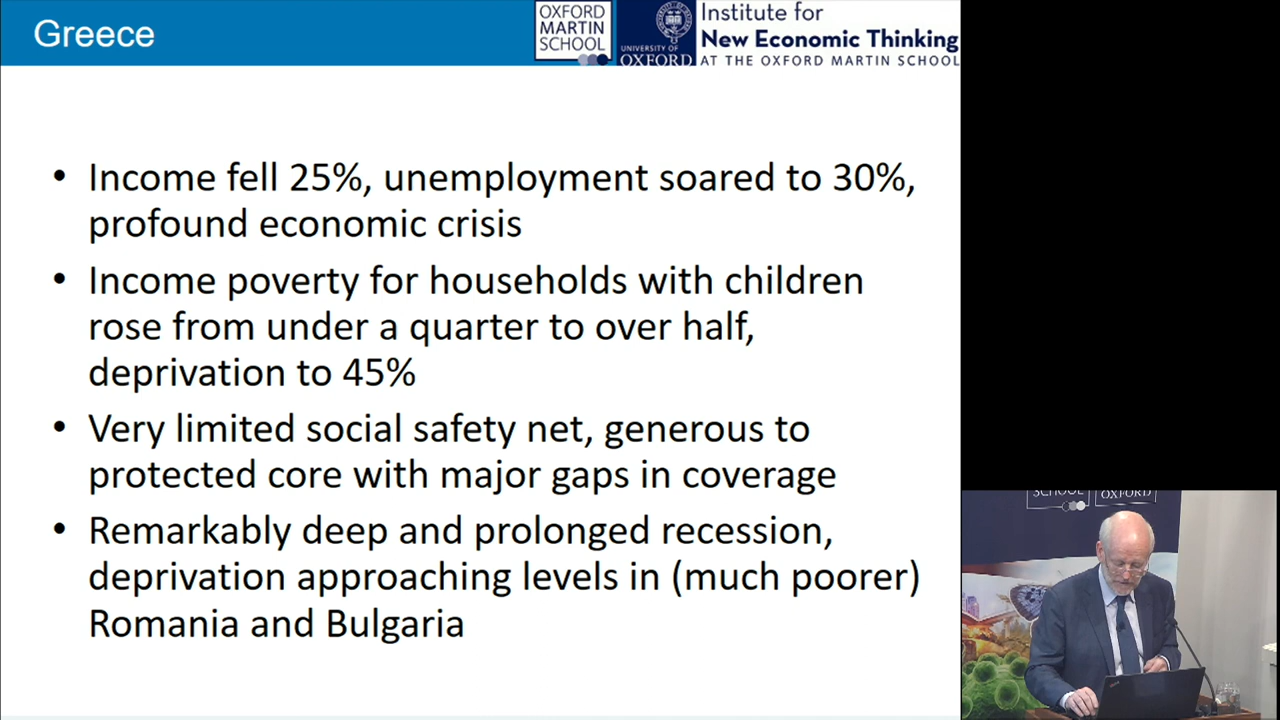 Greece
OXFORD
MARTIN
SCHOOL
UNIVERSITY OF
OXFORD
Institute for
New Economic Thinking
AT THE OXFORD MARTIN SCHOOL
• Income fell 25%, unemployment soared to 30%,
profound economic crisis
• Income poverty for households with children
rose from under a quarter to over half,
deprivation to 45%
• Very limited social safety net, generous to
protected core with major gaps in coverage
• Remarkably deep and prolonged recession,
deprivation approaching levels in (much poorer)
Romania and Bulgaria
SCHOOL
OXFORD